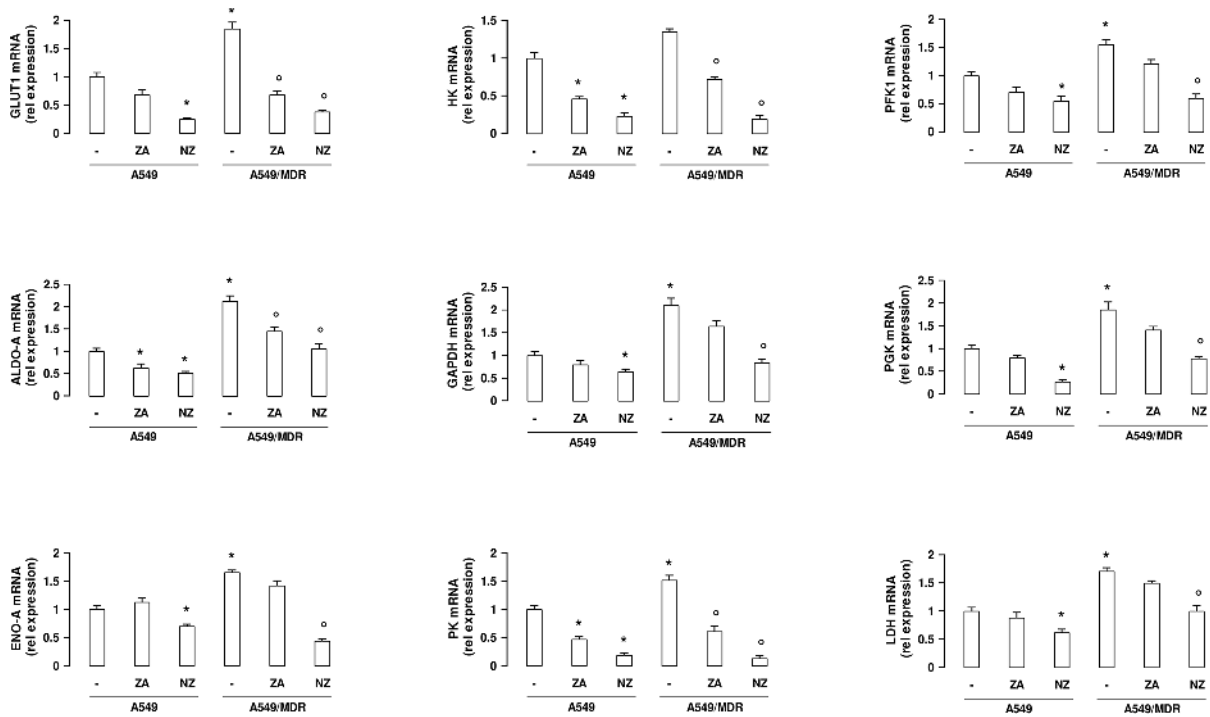 GLUT1 mRNA
(rel expression)
2
1.5
1
0.5
0
*
*
°
°
- ZA NZ - ZA NZ
A549 A549/MDR
HK mRNA
(rel expression)
1.5
1
0.5
0
*
*
°
°
- ZA NZ - ZA NZ
A549 A549/MDR
PFK1 mRNA
(rel expression)
2
1.5
1
0.5
0
*
*
°
- ZA NZ - ZA NZ
A549 A549/MDR
ALDO-A mRNA
(rel expression)
2.5
2
1.5
1
0.5
0
*
*
*
°
°
- ZA NZ - ZA NZ
A549 A549/MDR
GAPDH mRNA
(rel expression)
2.5
2
1.5
1
0.5
0
*
*
°
- ZA NZ - ZA NZ
A549 A549/MDR
PGK mRNA
(rel expression)
2.5
2
1.5
1
0.5
0
*
*
°
- ZA NZ - ZA NZ
A549 A549/MDR
ENO-A mRNA
(rel expression)
2
1.5
1
0.5
0
*
*
°
- ZA NZ - ZA NZ
A549 A549/MDR
PK mRNA
(rel expression)
2
1.5
1
0.5
0
*
*
*
°
°
- ZA NZ - ZA NZ
A549 A549/MDR
LDH mRNA
(rel expression)
2
1.5
1
0.5
0
*
*
°
- ZA NZ - ZA NZ
A549 A549/MDR